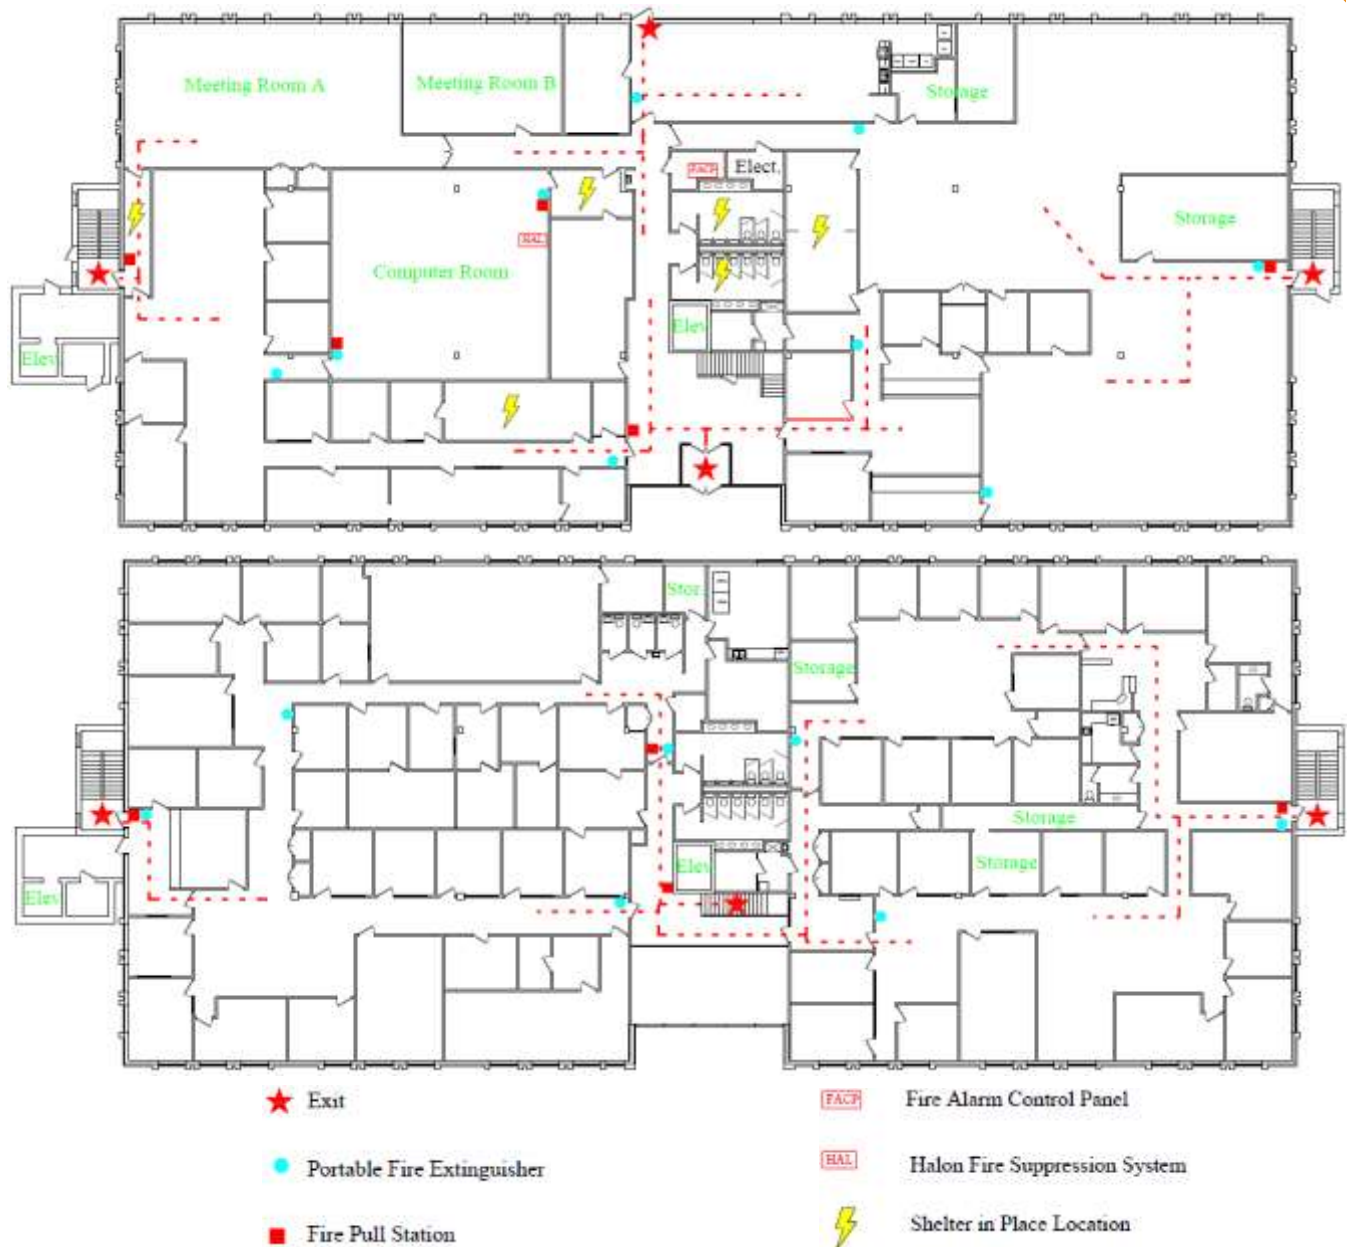 Meeting Room A
Meeting Room B
Storage
FACP
Elect.
Storage
HAL
Computer Room
Elev
Elev
Stor.
Storage
Storage
Storage
Elev
Elev
Exit
FACP
Fire Alarm Control Panel
Portable Fire Extinguisher
HAL
Halon Fire Suppression System
Fire Pull Station
Shelter in Place Location